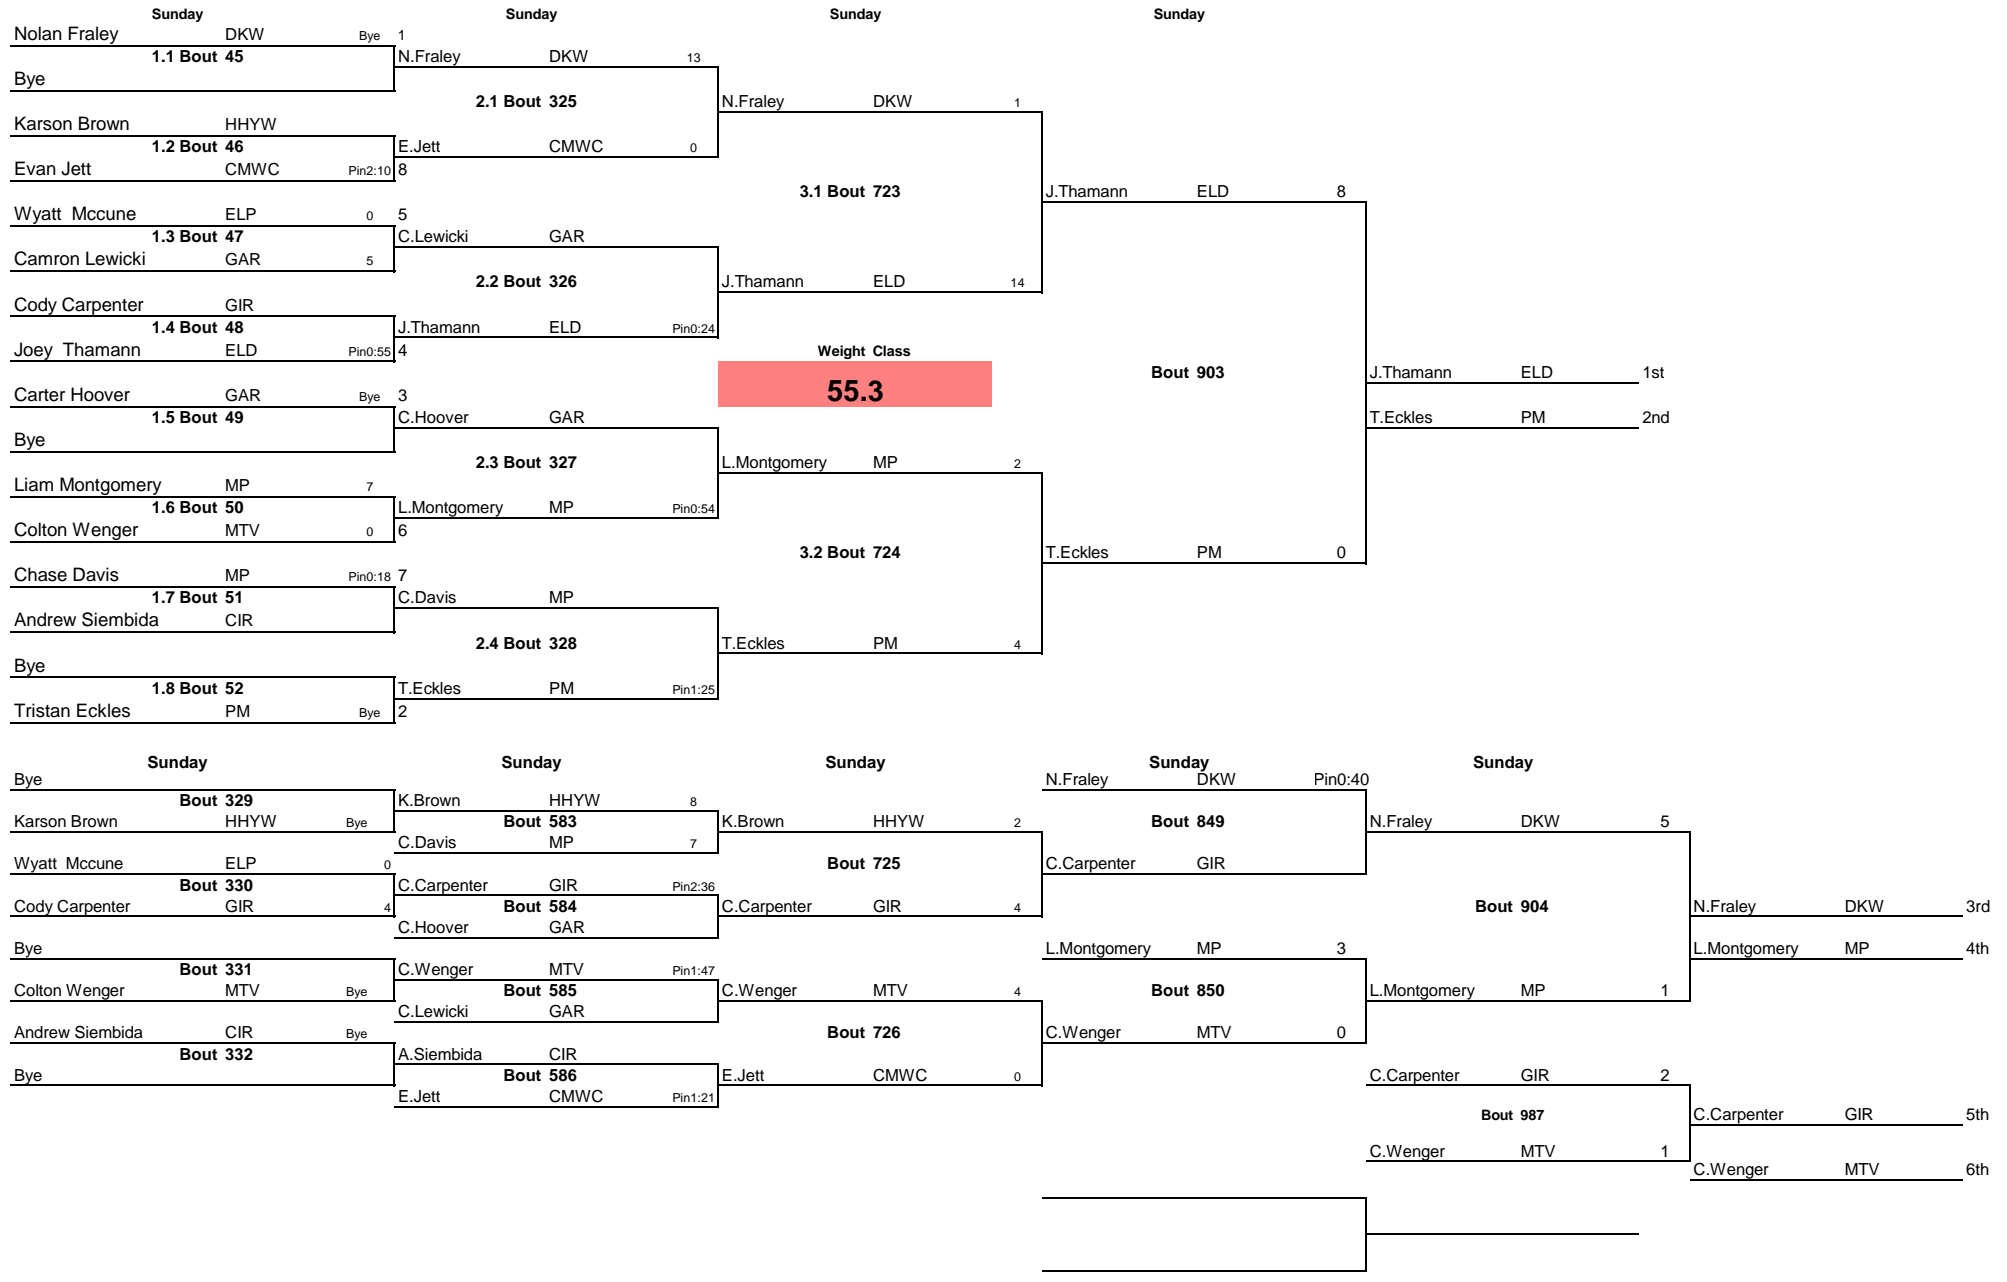 Sunday Sunday Sunday Sunday
Nolan Fraley DKW Bye 1
1.1 Bout 45 N.Fraley DKW 13
Bye
2.1 Bout 325 N.Fraley DKW 1
Karson Brown HHYW
1.2 Bout 46 E.Jett CMWC 0
Evan Jett CMWC Pin2:10 8
3.1 Bout 723 J.Thamann ELD 8
Wyatt Mccune ELP 0 5
1.3 Bout 47 C.Lewicki GAR
Camron Lewicki GAR 5
2.2 Bout 326 J.Thamann ELD 14
Cody Carpenter GIR
1.4 Bout 48 J.Thamann ELD Pin0:24
Joey Thamann ELD Pin0:55 4 Weight Class
Bout 903 J.Thamann ELD 1st
Carter Hoover GAR Bye 3 55.3
1.5 Bout 49 C.Hoover GAR T.Eckles PM 2nd
Bye
2.3 Bout 327 L.Montgomery MP 2
Liam Montgomery MP 7
1.6 Bout 50 L.Montgomery MP Pin0:54
Colton Wenger MTV 0 6
3.2 Bout 724 T.Eckles PM 0
Chase Davis MP Pin0:18 7
1.7 Bout 51 C.Davis MP
Andrew Siembida CIR
2.4 Bout 328 T.Eckles PM 4
Bye
1.8 Bout 52 T.Eckles PM Pin1:25
Tristan Eckles PM Bye 2
Sunday Sunday Sunday Sunday Sunday
Bye N.Fraley DKW Pin0:40
Bout 329 K.Brown HHYW 8
Karson Brown HHYW Bye Bout 583 K.Brown HHYW 2 Bout 849 N.Fraley DKW 5
C.Davis MP 7
Wyatt Mccune ELP 0 Bout 725 C.Carpenter GIR
Bout 330 C.Carpenter GIR Pin2:36
Cody Carpenter GIR 4 Bout 584 C.Carpenter GIR 4 Bout 904 N.Fraley DKW 3rd
C.Hoover GAR
Bye L.Montgomery MP 3 L.Montgomery MP 4th
Bout 331 C.Wenger MTV Pin1:47
Colton Wenger MTV Bye Bout 585 C.Wenger MTV 4 Bout 850 L.Montgomery MP 1
C.Lewicki GAR
Andrew Siembida CIR Bye Bout 726 C.Wenger MTV 0
Bout 332 A.Siembida CIR
Bye Bout 586 E.Jett CMWC 0 C.Carpenter GIR 2
E.Jett CMWC Pin1:21
Bout 987 C.Carpenter GIR 5th
C.Wenger MTV 1
C.Wenger MTV 6th